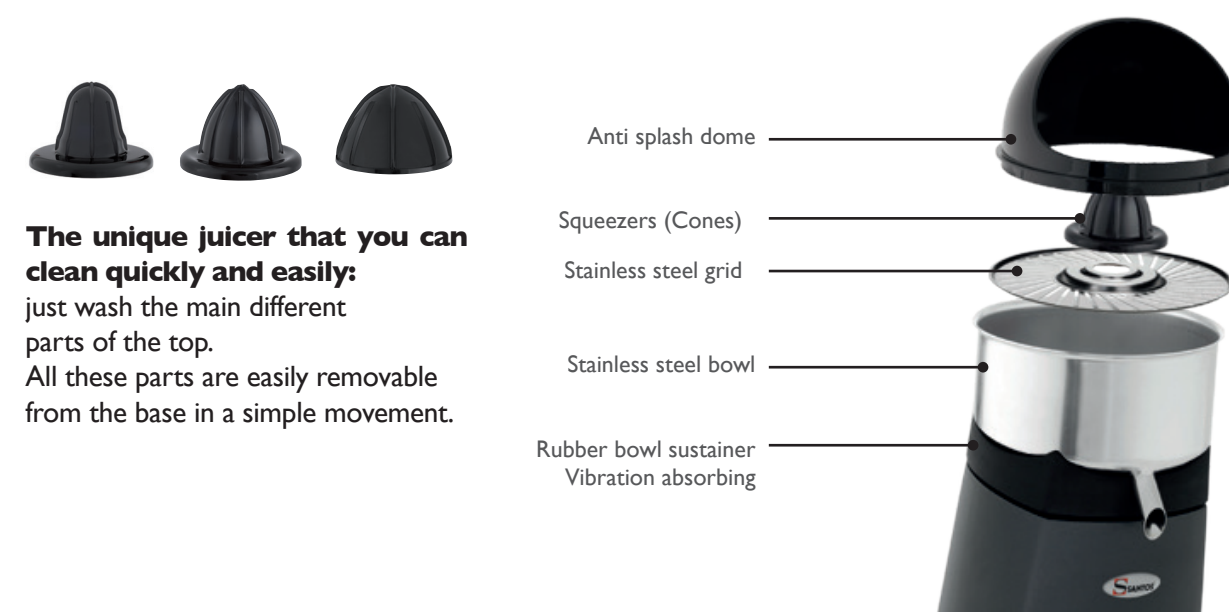 The unique juicer that you can
clean quickly and easily:
just wash the main different
parts of the top.
All these parts are easily removable
from the base in a simple movement.
Anti splash dome
Squeezers (Cones)
Stainless steel grid
Stainless steel bowl
Rubber bowl sustainer
Vibration absorbing
SANTOS